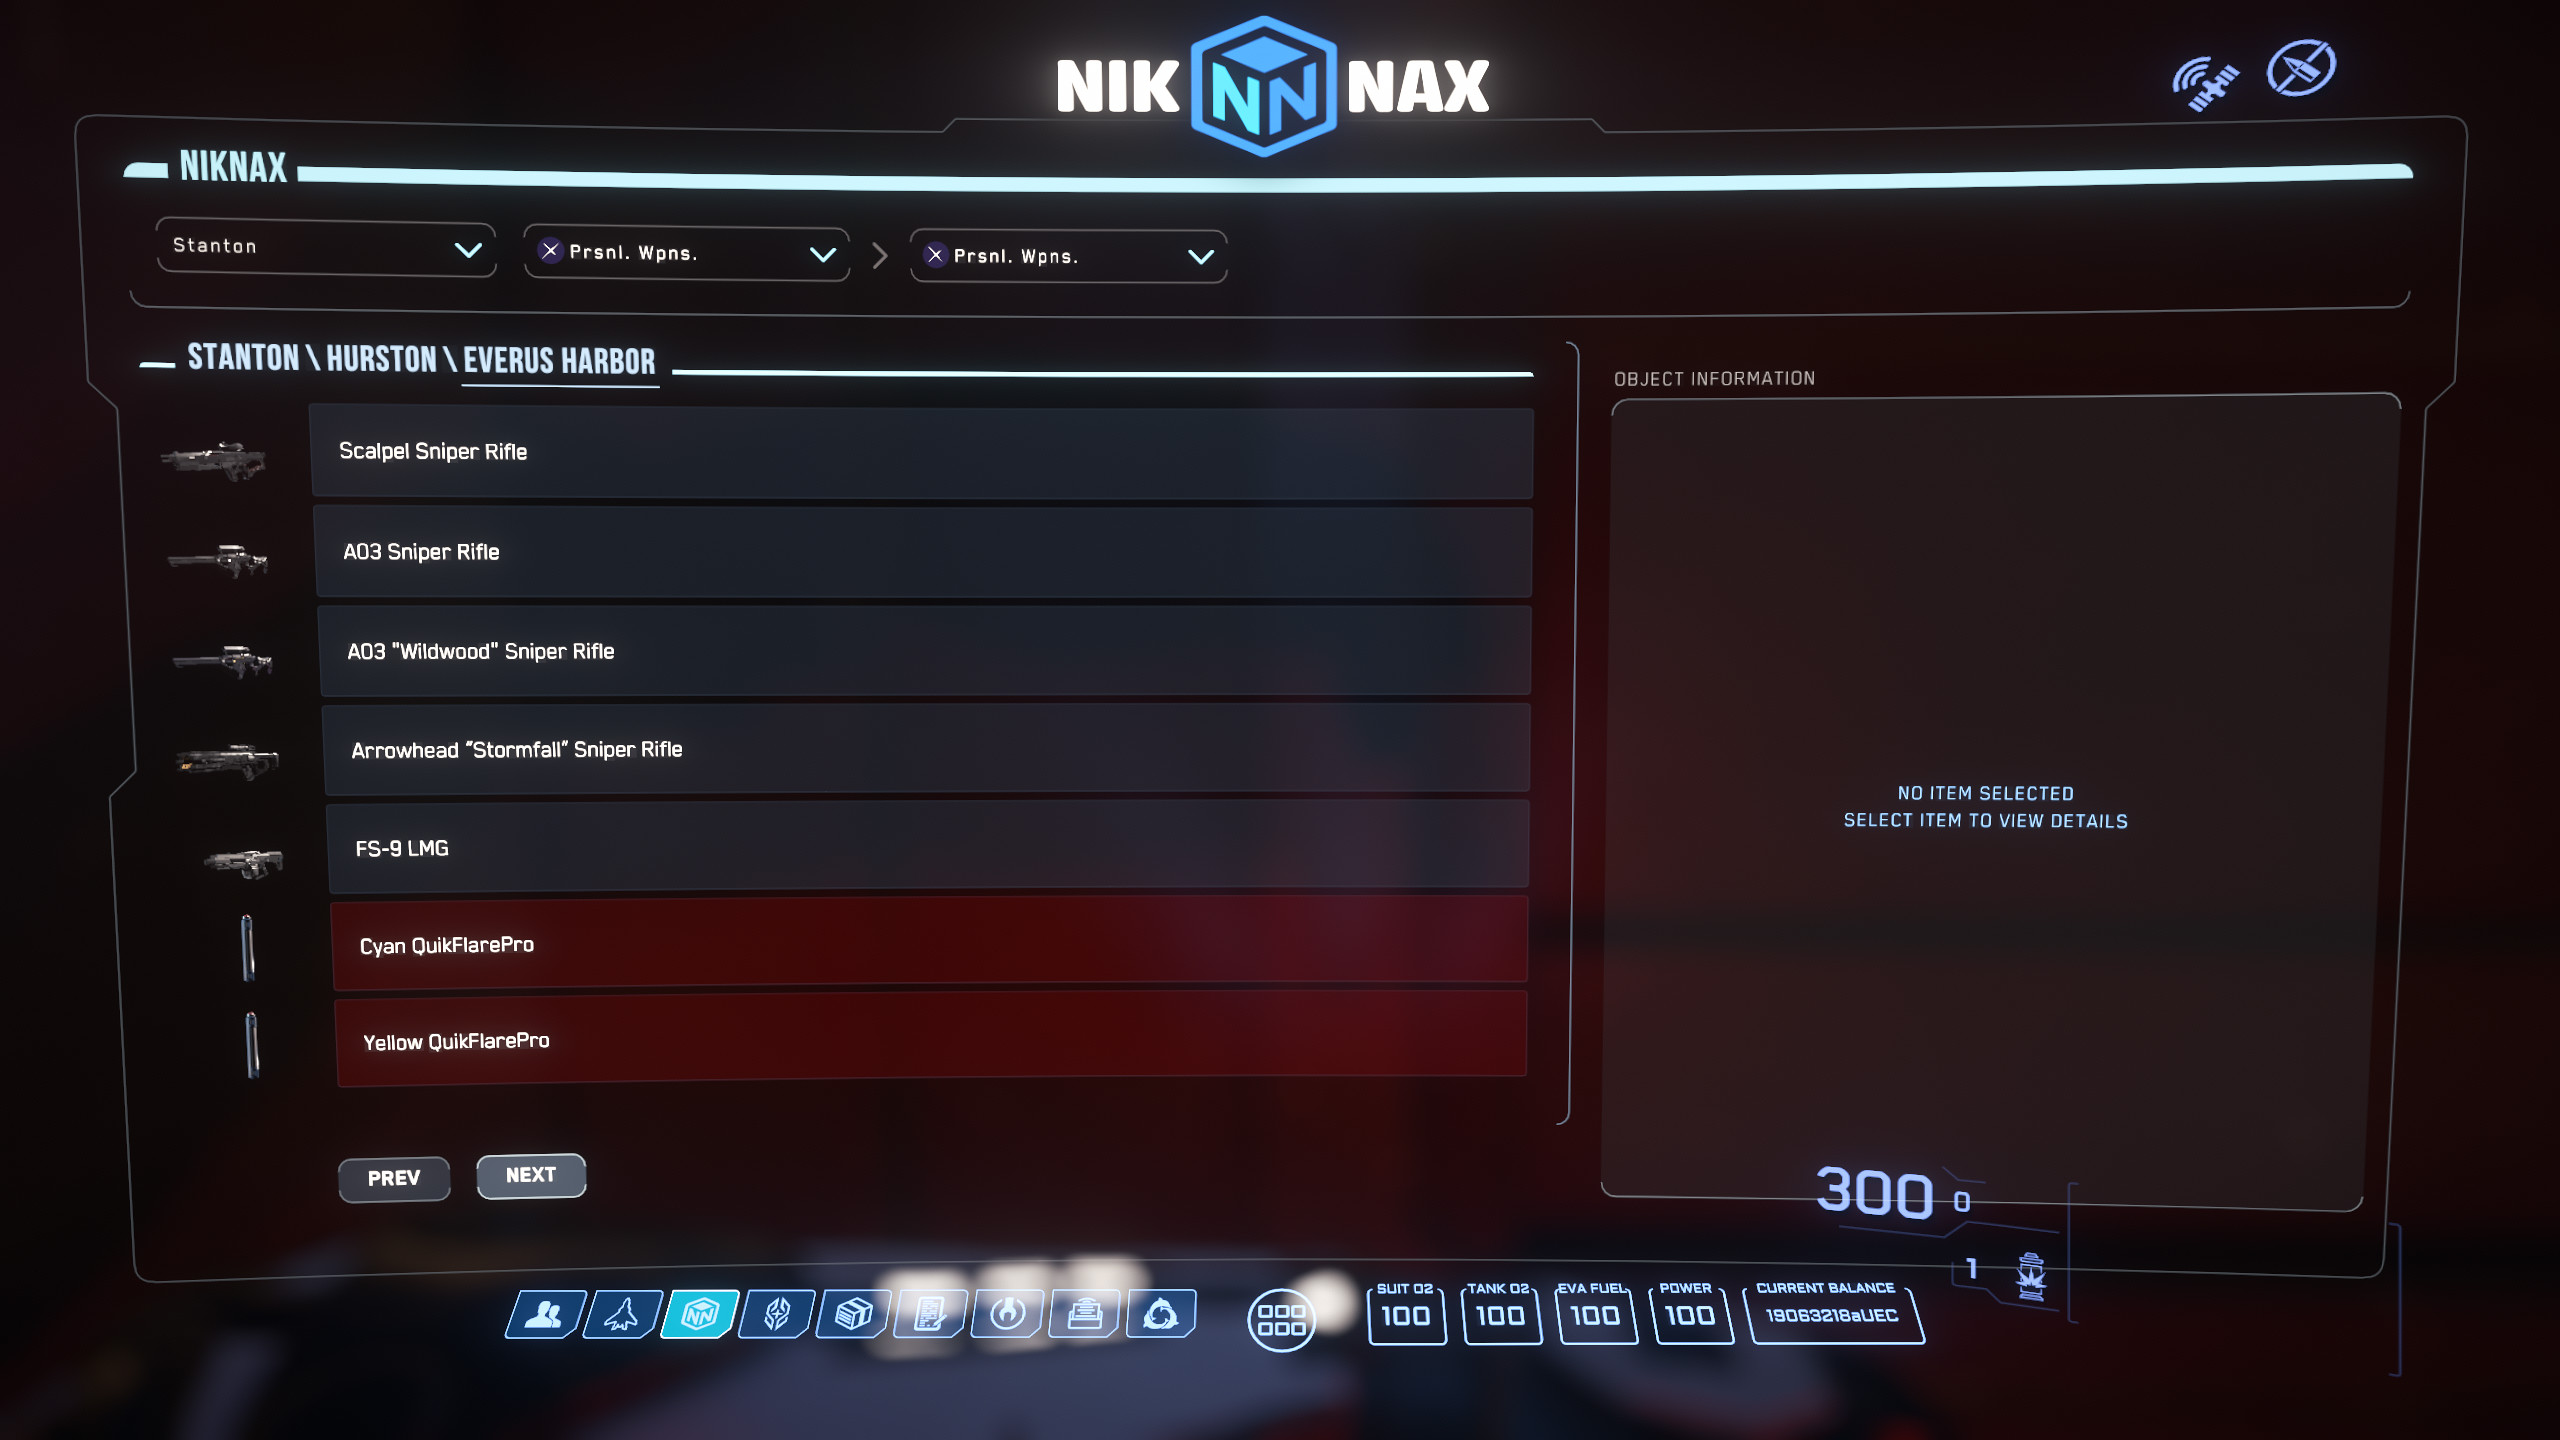 NIK NN NAX
NIKNAX
Stanton
Prsnl. Wpns.
Prsnl. Wpns.
STANTON \ HURSTON \ EVERUS HARBOR
OBJECT INFORMATION
Scalpel Sniper Rifle
A03 Sniper Rifle
A03 "Wildwood" Sniper Rifle
Arrowhead “Stormfall” Sniper Rifle
FS-9 LMG
Cyan QuikFlarePro
Yellow QuikFlarePro
NO ITEM SELECTED
SELECT ITEM TO VIEW DETAILS
PREV
NEXT
300 0
1
SUIT O2
100
TANK O2
100
EVA FUEL
100
POWER
100
CURRENT BALANCE
19063218aUEC